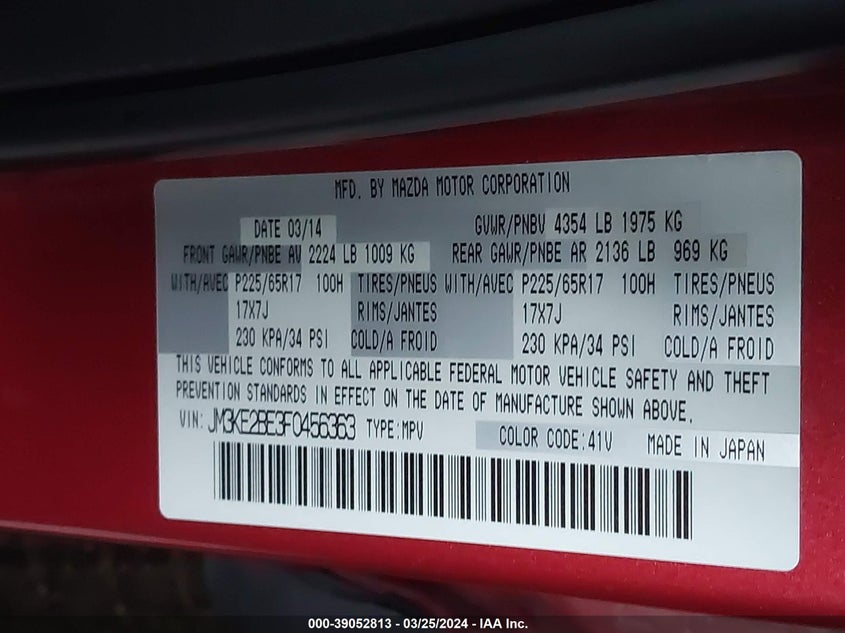 MFD. BY MAZDA MOTOR CORPORATION
DATE 03/14 GVWR/PNBV 4354 LB 1975 KG
FRONT GAWR/PNBE AV 2224 LB 1009 KG REAR GAWR/PNBE AR 2136 LB 969 KG
WITH/AVEC P225/65R17 100H TIRES/PNEUS WITH/AVEC P225/65R17 100H TIRES/PNEUS
17X7J RIMS/JANTES 17X7J RIMS/JANTES
230 KPA/34 PSI COLD/A FROID 230 KPA/34 PSI COLD/A FROID
THIS VEHICLE CONFORMS TO ALL APPLICABLE FEDERAL MOTOR VEHICLE SAFETY AND THEFT
PREVENTION STANDARDS IN EFFECT ON THE DATE OF MANUFACTURE SHOWN ABOVE.
VIN: JM3KE2BE3F0456363 TYPE:MPV COLOR CODE:41V MADE IN JAPAN
000-39052813 - 03/25/2024 - IAA Inc.